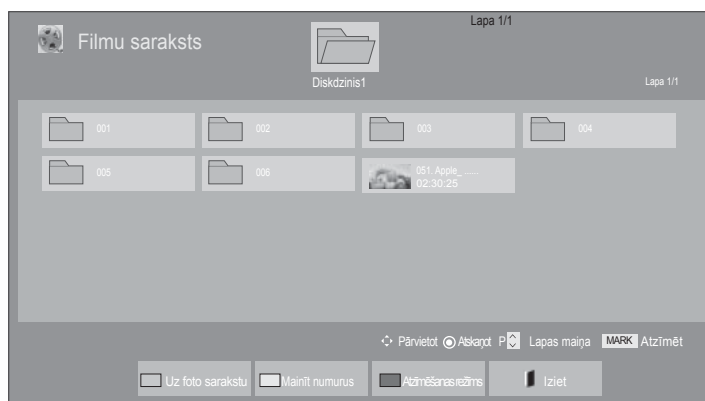 Lapa 1/1
Filmu saraksts
Diskdzinis1
Lapa 1/1
001 002 003 004
005 006 051. Apple_ ......
02:30:25
Pārvietot Atskaņot P Lapas maiņa MARK Atzīmēt
Uz foto sarakstu Mainīt numurus Atzīmēšanas režīms Iziet